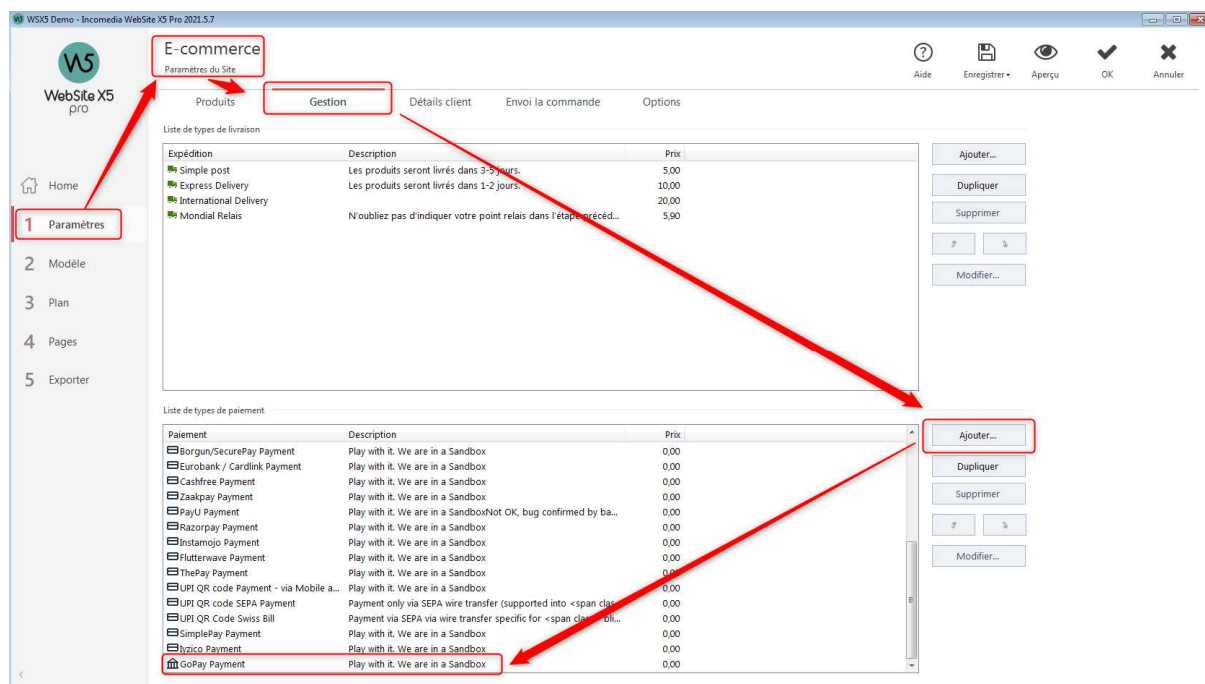 WSX5 Demo - Incomedia WebSite X5 Pro 2021.5.7
W5
WebSite X5
pro
E-commerce
Paramètres du Site
Aide
Enregistrer
Aperçu
OK
Annuler
Produits Gestion Détails client Envoi la commande Options
Home
1 Paramètres
2 Modèle
3 Plan
4 Pages
5 Exporter
Liste de types de livraison
Expédition Description Prix
Simple post Les produits seront livrés dans 3-5 jours. 5,00
Express Delivery Les produits seront livrés dans 1-2 jours. 10,00
International Delivery 20,00
Mondial Relais N'oubliez pas d'indiquer votre point relais dans l'étape précéd... 5,90
Ajouter...
Dupliquer
Supprimer
Modifier...
Liste de types de paiement
Paiement Description Prix
Borgun/SecurePay Payment Play with it. We are in a Sandbox 0,00
Eurobank / Cardlink Payment Play with it. We are in a Sandbox 0,00
Cashfree Payment Play with it. We are in a Sandbox 0,00
Zaakpay Payment Play with it. We are in a Sandbox 0,00
PayU Payment Play with it. We are in a SandboxNot OK, bug confirmed by ba... 0,00
Razorpay Payment Play with it. We are in a Sandbox 0,00
Instamojo Payment Play with it. We are in a Sandbox 0,00
Flutterwave Payment Play with it. We are in a Sandbox 0,00
ThePay Payment Play with it. We are in a Sandbox 0,00
UPI QR code Payment - via Mobile a... Play with it. We are in a Sandbox 0,00
UPI QR code SEPA Payment Payment only via SEPA wire transfer (supported into <span clas... 0,00
UPI QR Code Swiss Bill Payment via SEPA via wire transfer specific for <span 0,00
SimplePay Payment Play with it. We are in a Sandbox 0,00
Iyzico Payment Play with it. We are in a Sandbox 0,00
GoPay Payment Play with it. We are in a Sandbox 0,00
Ajouter...
Dupliquer
Supprimer
Modifier...